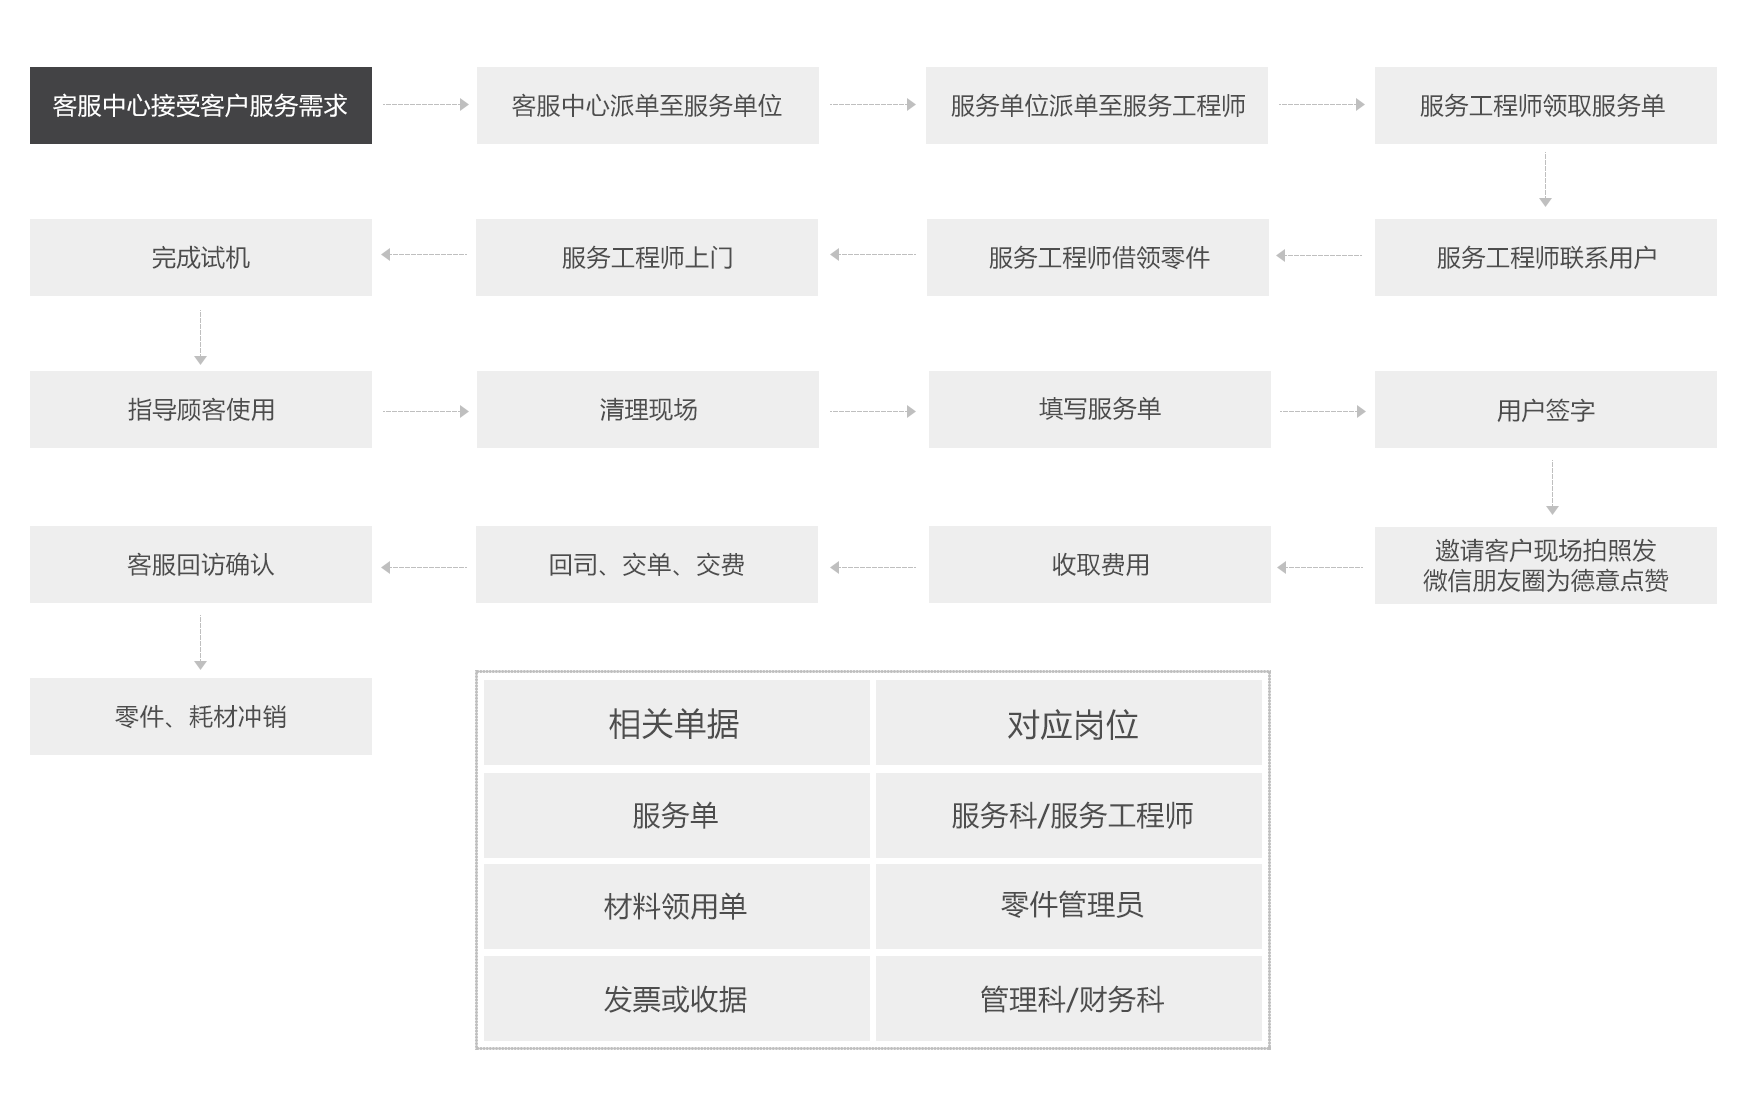 客服中心接受客户服务需求
客服中心派单至服务单位
服务单位派单至服务工程师
服务工程师领取服务单
服务工程师联系用户
服务工程师借领零件
服务工程师上门
完成试机
指导顾客使用
清理现场
填写服务单
用户签字
邀请客户现场拍照发
微信朋友圈为德意点赞
收取费用
回司、交单、交费
客服回访确认
零件、耗材冲销
相关单据
对应岗位
服务单
服务科/服务工程师
材料领用单
零件管理员
发票或收据
管理科/财务科